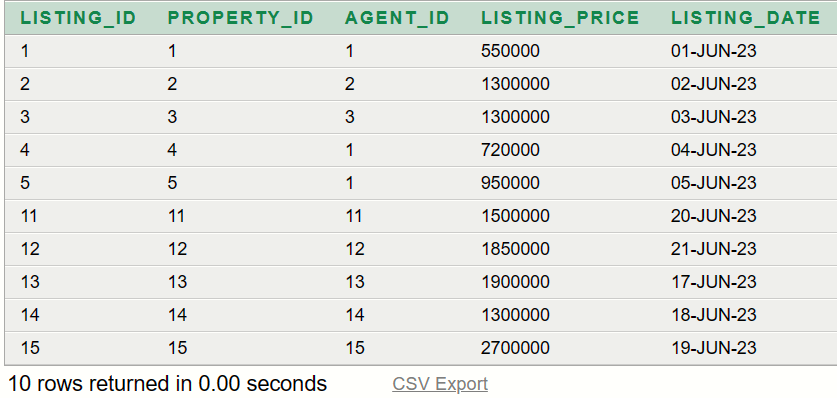 LISTING_ID PROPERTY_ID AGENT_ID LISTING_PRICE LISTING_DATE
1 1 1 550000 01-JUN-23
2 2 2 1300000 02-JUN-23
3 3 3 1300000 03-JUN-23
4 4 1 720000 04-JUN-23
5 5 1 950000 05-JUN-23
11 11 11 1500000 20-JUN-23
12 12 12 1850000 21-JUN-23
13 13 13 1900000 17-JUN-23
14 14 14 1300000 18-JUN-23
15 15 15 2700000 19-JUN-23
10 rows returned in 0.00 seconds CSV Export